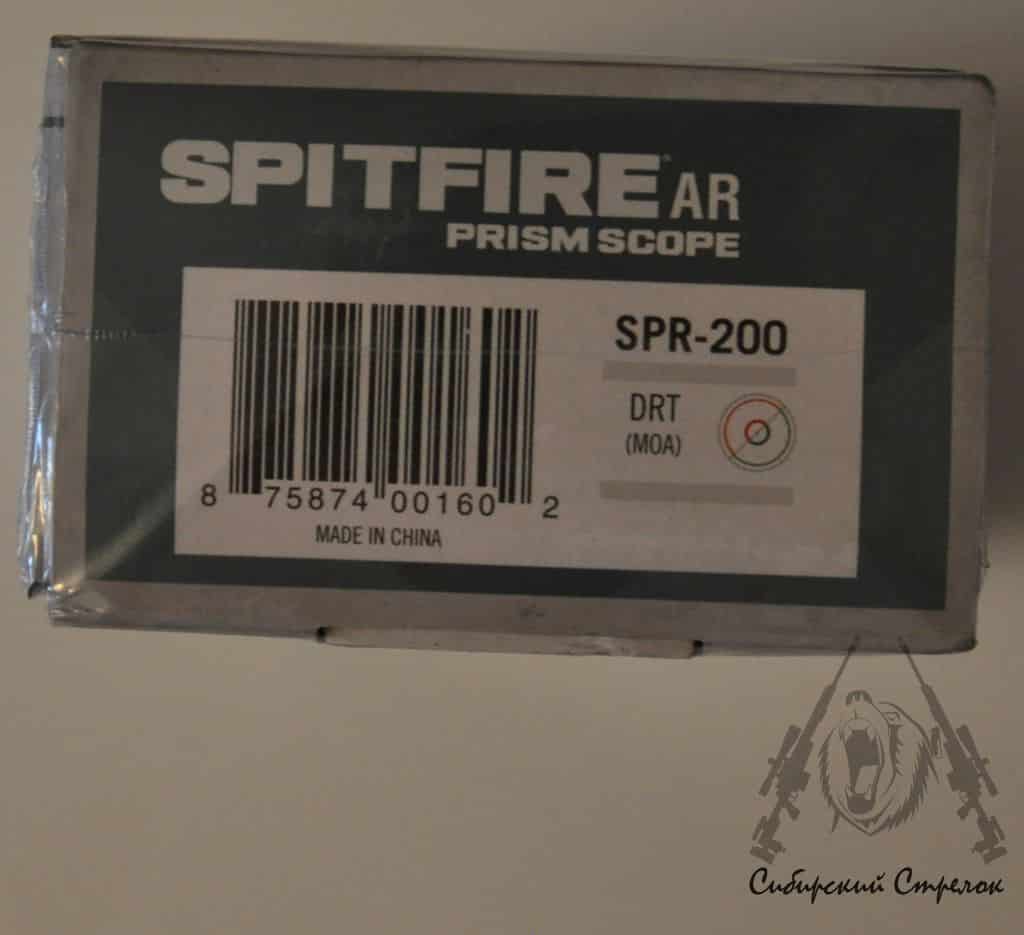 SPITFIRE AR
PRISM SCOPE
SPR-200
DRT
(MOA)
8 75874 00160 2
MADE IN CHINA
Сибирский Стрелок